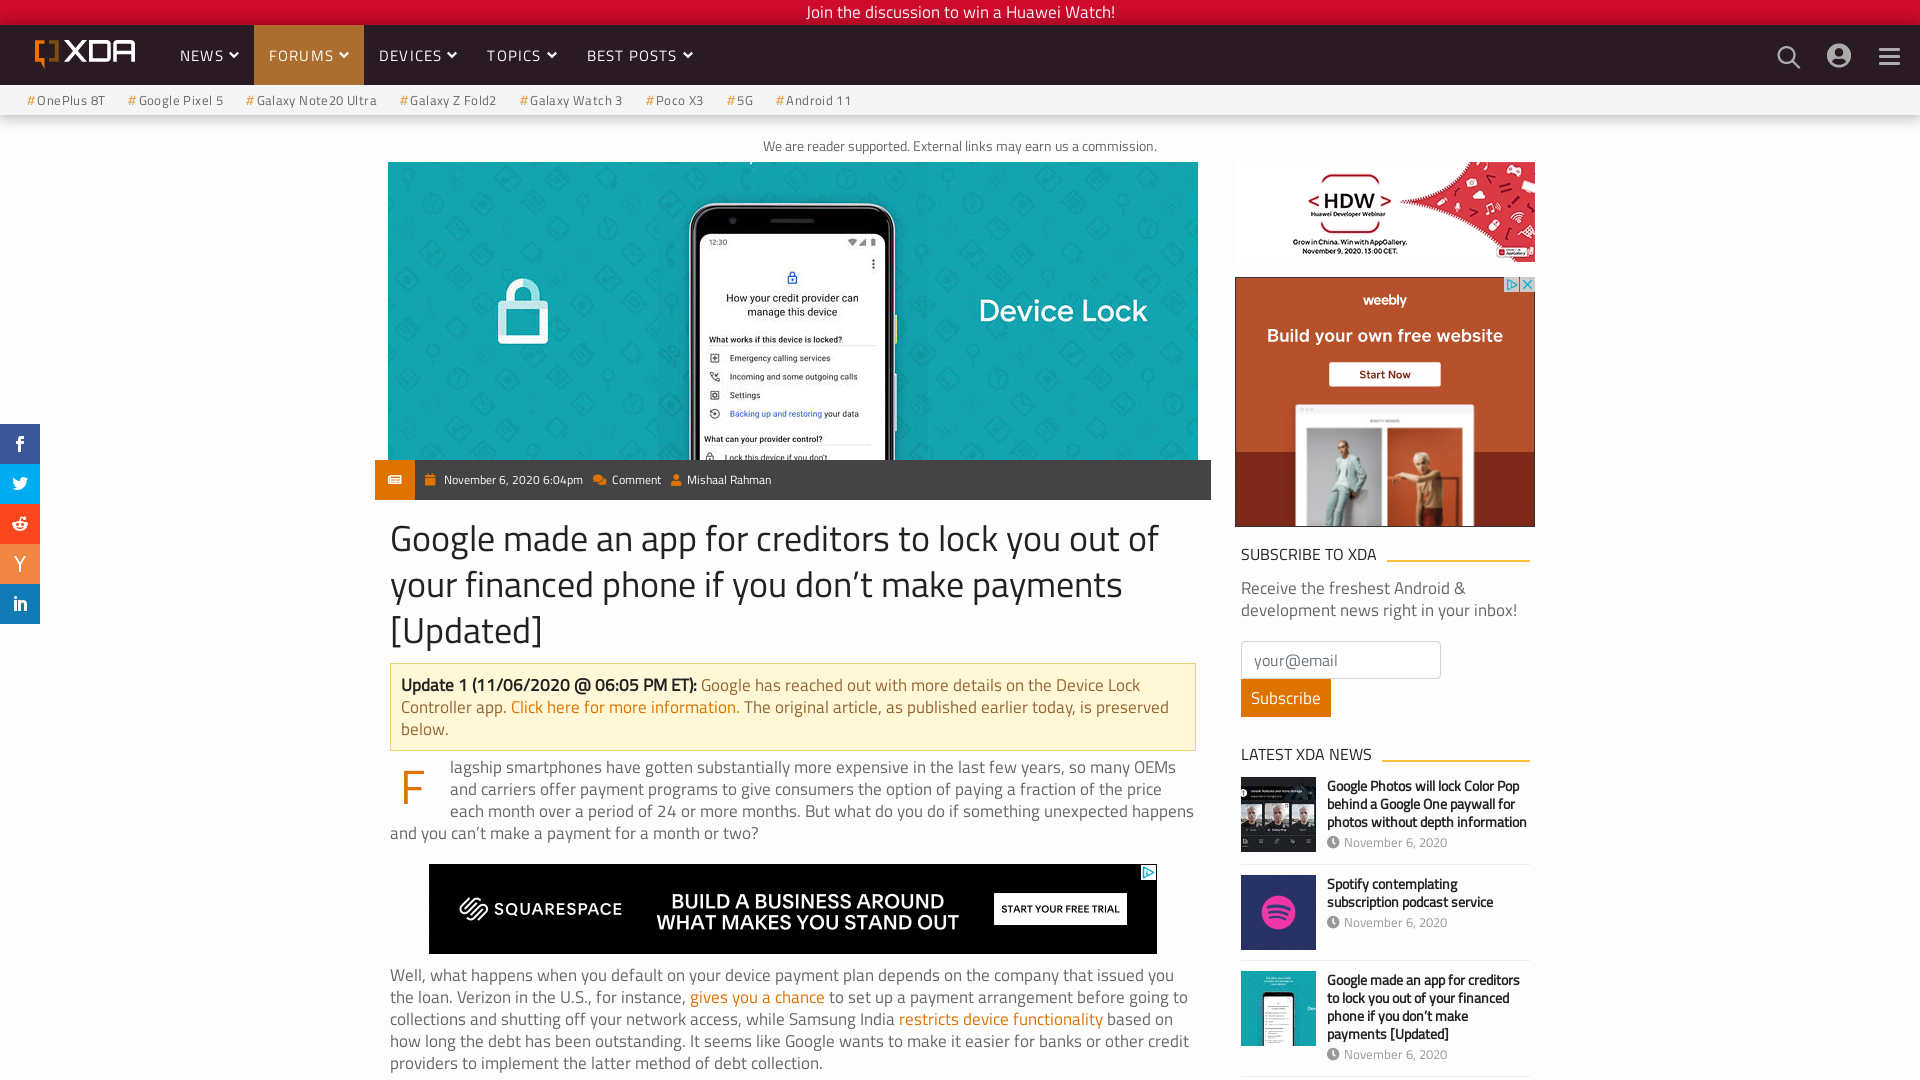 Join the discussion to win a Huawei Watch!
XDA
NEWS
FORUMS
DEVICES
TOPICS
BEST POSTS
#OnePlus 8T
#Google Pixel 5
#Galaxy Note20 Ultra
#Galaxy Z Fold2
#Galaxy Watch 3
#Poco X3
#5G
#Android 11
We are reader supported. External links may earn us a commission.
12:30
How your credit provider can
manage this device
What works if this device is locked?
Emergency calling services
Incoming and some outgoing calls
Settings
Backing up and restoring your data
What can your provider control?
Lock this device if you don't
Device Lock
November 6, 2020 6:04pm
Comment
Mishaal Rahman
Google made an app for creditors to lock you out of
your financed phone if you don’t make payments
[Updated]
Update 1 (11/06/2020 @ 06:05 PM ET): Google has reached out with more details on the Device Lock
Controller app. Click here for more information. The original article, as published earlier today, is preserved
below.
Flagship smartphones have gotten substantially more expensive in the last few years, so many OEMs
and carriers offer payment programs to give consumers the option of paying a fraction of the price
each month over a period of 24 or more months. But what do you do if something unexpected happens
and you can’t make a payment for a month or two?
SQUARESPACE
BUILD A BUSINESS AROUND
WHAT MAKES YOU STAND OUT
START YOUR FREE TRIAL
Well, what happens when you default on your device payment plan depends on the company that issued you
the loan. Verizon in the U.S., for instance, gives you a chance to set up a payment arrangement before going to
collections and shutting off your network access, while Samsung India restricts device functionality based on
how long the debt has been outstanding. It seems like Google wants to make it easier for banks or other credit
providers to implement the latter method of debt collection.
<HDW>
Huawei Developer Webinar
Grow in China. Win with AppGallery.
November 9, 2020. 13:00 CET.
AppGallery
weebly
Build your own free website
Start Now
SUBSCRIBE TO XDA
Receive the freshest Android &
development news right in your inbox!
your@email
Subscribe
LATEST XDA NEWS
Google Photos will lock Color Pop
behind a Google One paywall for
photos without depth information
November 6, 2020
Spotify contemplating
subscription podcast service
November 6, 2020
Google made an app for creditors
to lock you out of your financed
phone if you don’t make
payments [Updated]
November 6, 2020